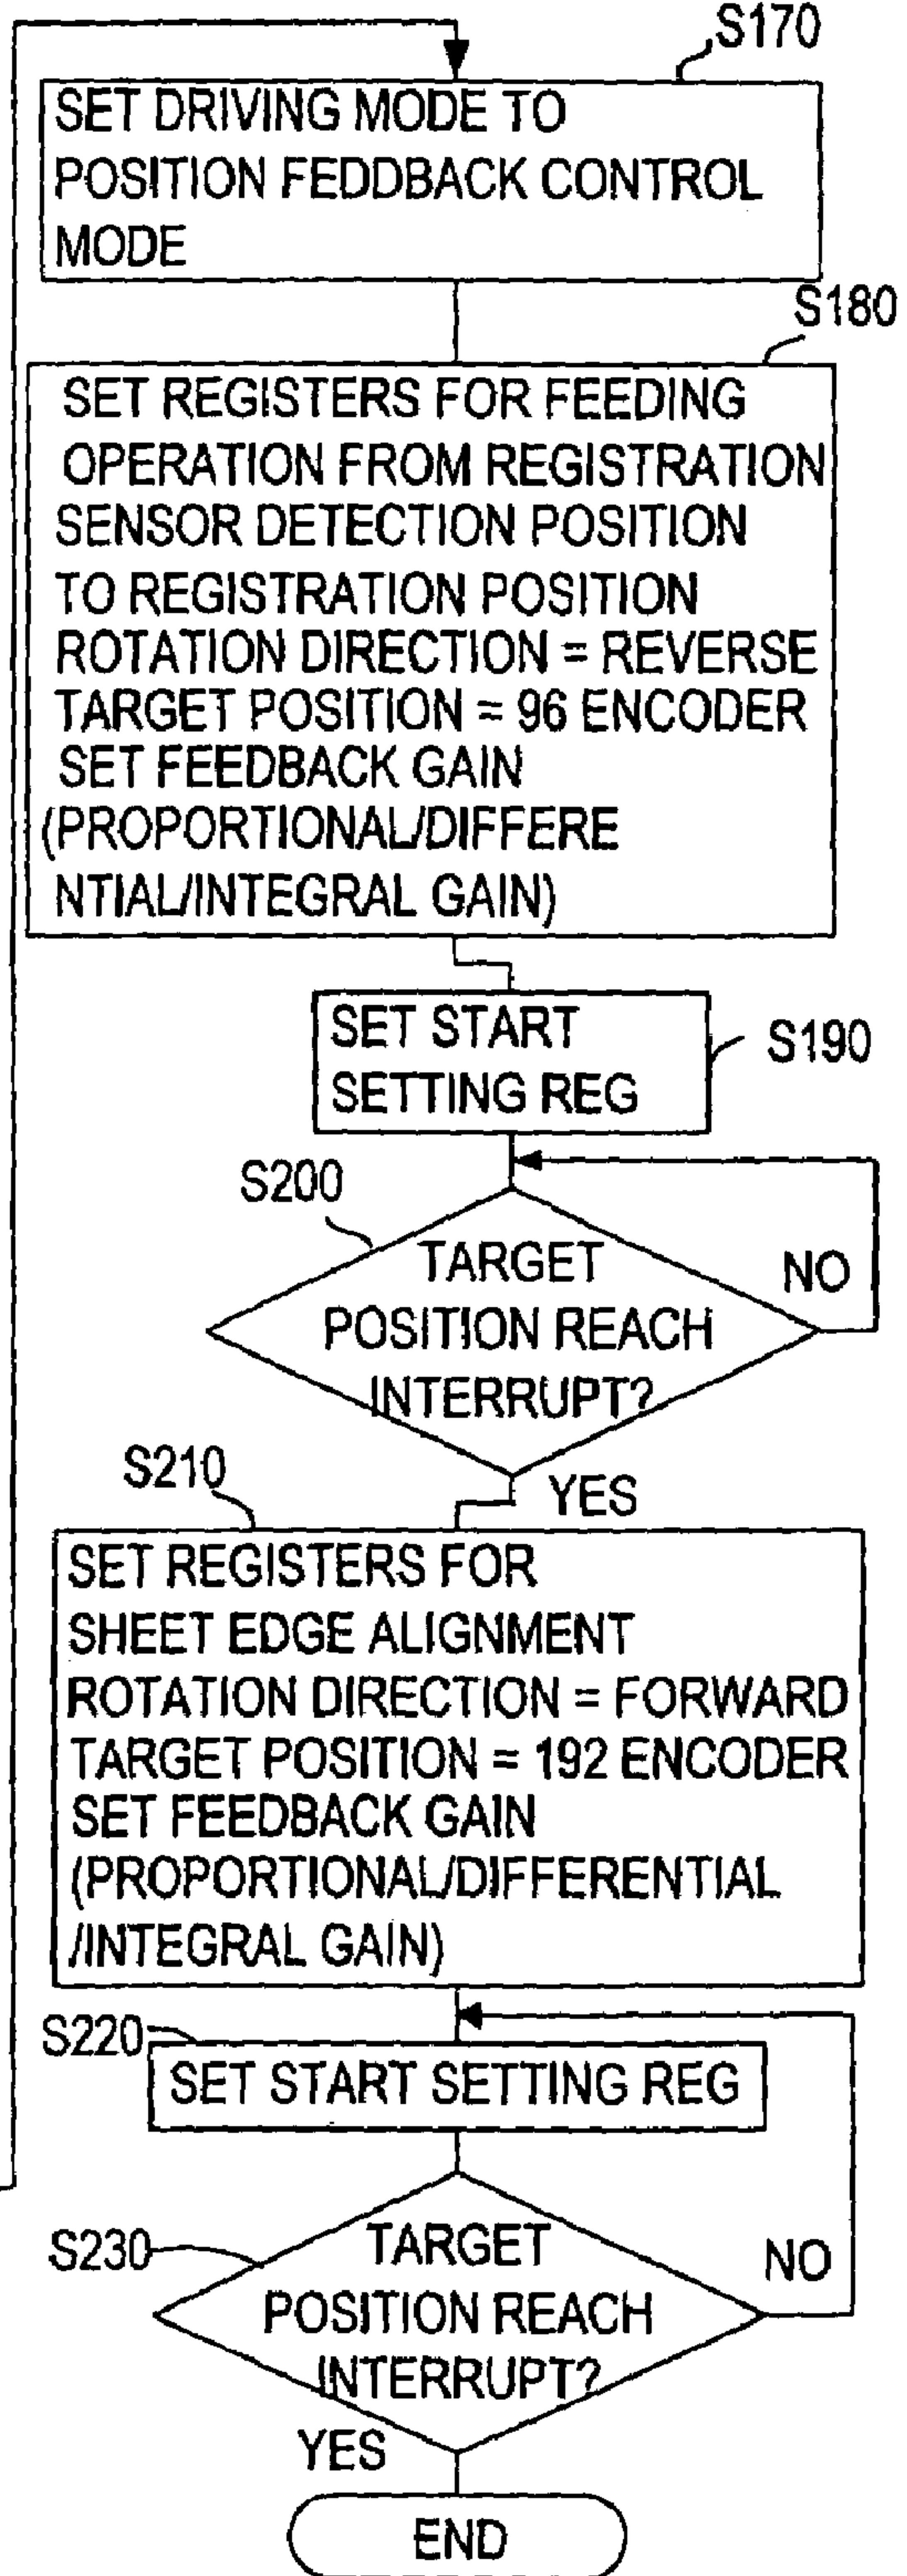 S170
SET DRIVING MODE TO
POSITION FEDDBACK CONTROL
MODE
S180
SET REGISTERS FOR FEEDING
OPERATION FROM REGISTRATION
SENSOR DETECTION POSITION
TO REGISTRATION POSITION
ROTATION DIRECTION = REVERSE
TARGET POSITION = 96 ENCODER
SET FEEDBACK GAIN
(PROPORTIONAL/DIFFERE
NTIAL/INTEGRAL GAIN)
SET START
SETTING REG
S190
S200
TARGET
POSITION REACH
INTERRUPT?
NO
YES
S210
SET REGISTERS FOR
SHEET EDGE ALIGNMENT
ROTATION DIRECTION = FORWARD
TARGET POSITION = 192 ENCODER
SET FEEDBACK GAIN
(PROPORTIONAL/DIFFERENTIAL
/INTEGRAL GAIN)
S220
SET START SETTING REG
S230
TARGET
POSITION REACH
INTERRUPT?
NO
YES
END